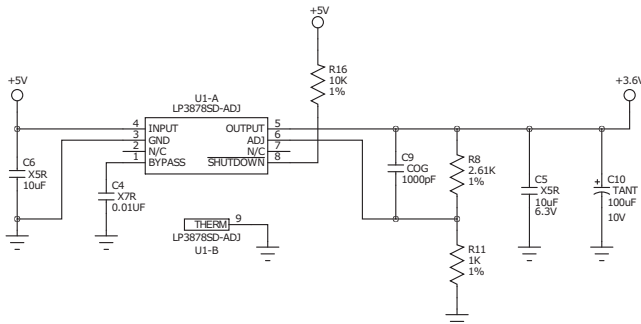 +5V
+5V
+3.6V
R16
10K
1%
U1-A
LP3878SD-ADJ
4 INPUT OUTPUT 5
3 GND ADJ 6
2 N/C N/C 7
1 BYPASS SHUTDOWN 8
C6
X5R
10uF
C4
X7R
0.01UF
THERM 9
LP3878SD-ADJ
U1-B
C9
COG
1000pF
R8
2.61K
1%
R11
1K
1%
C5
X5R
10uF
6.3V
+ C10
TANT
100uF
10V